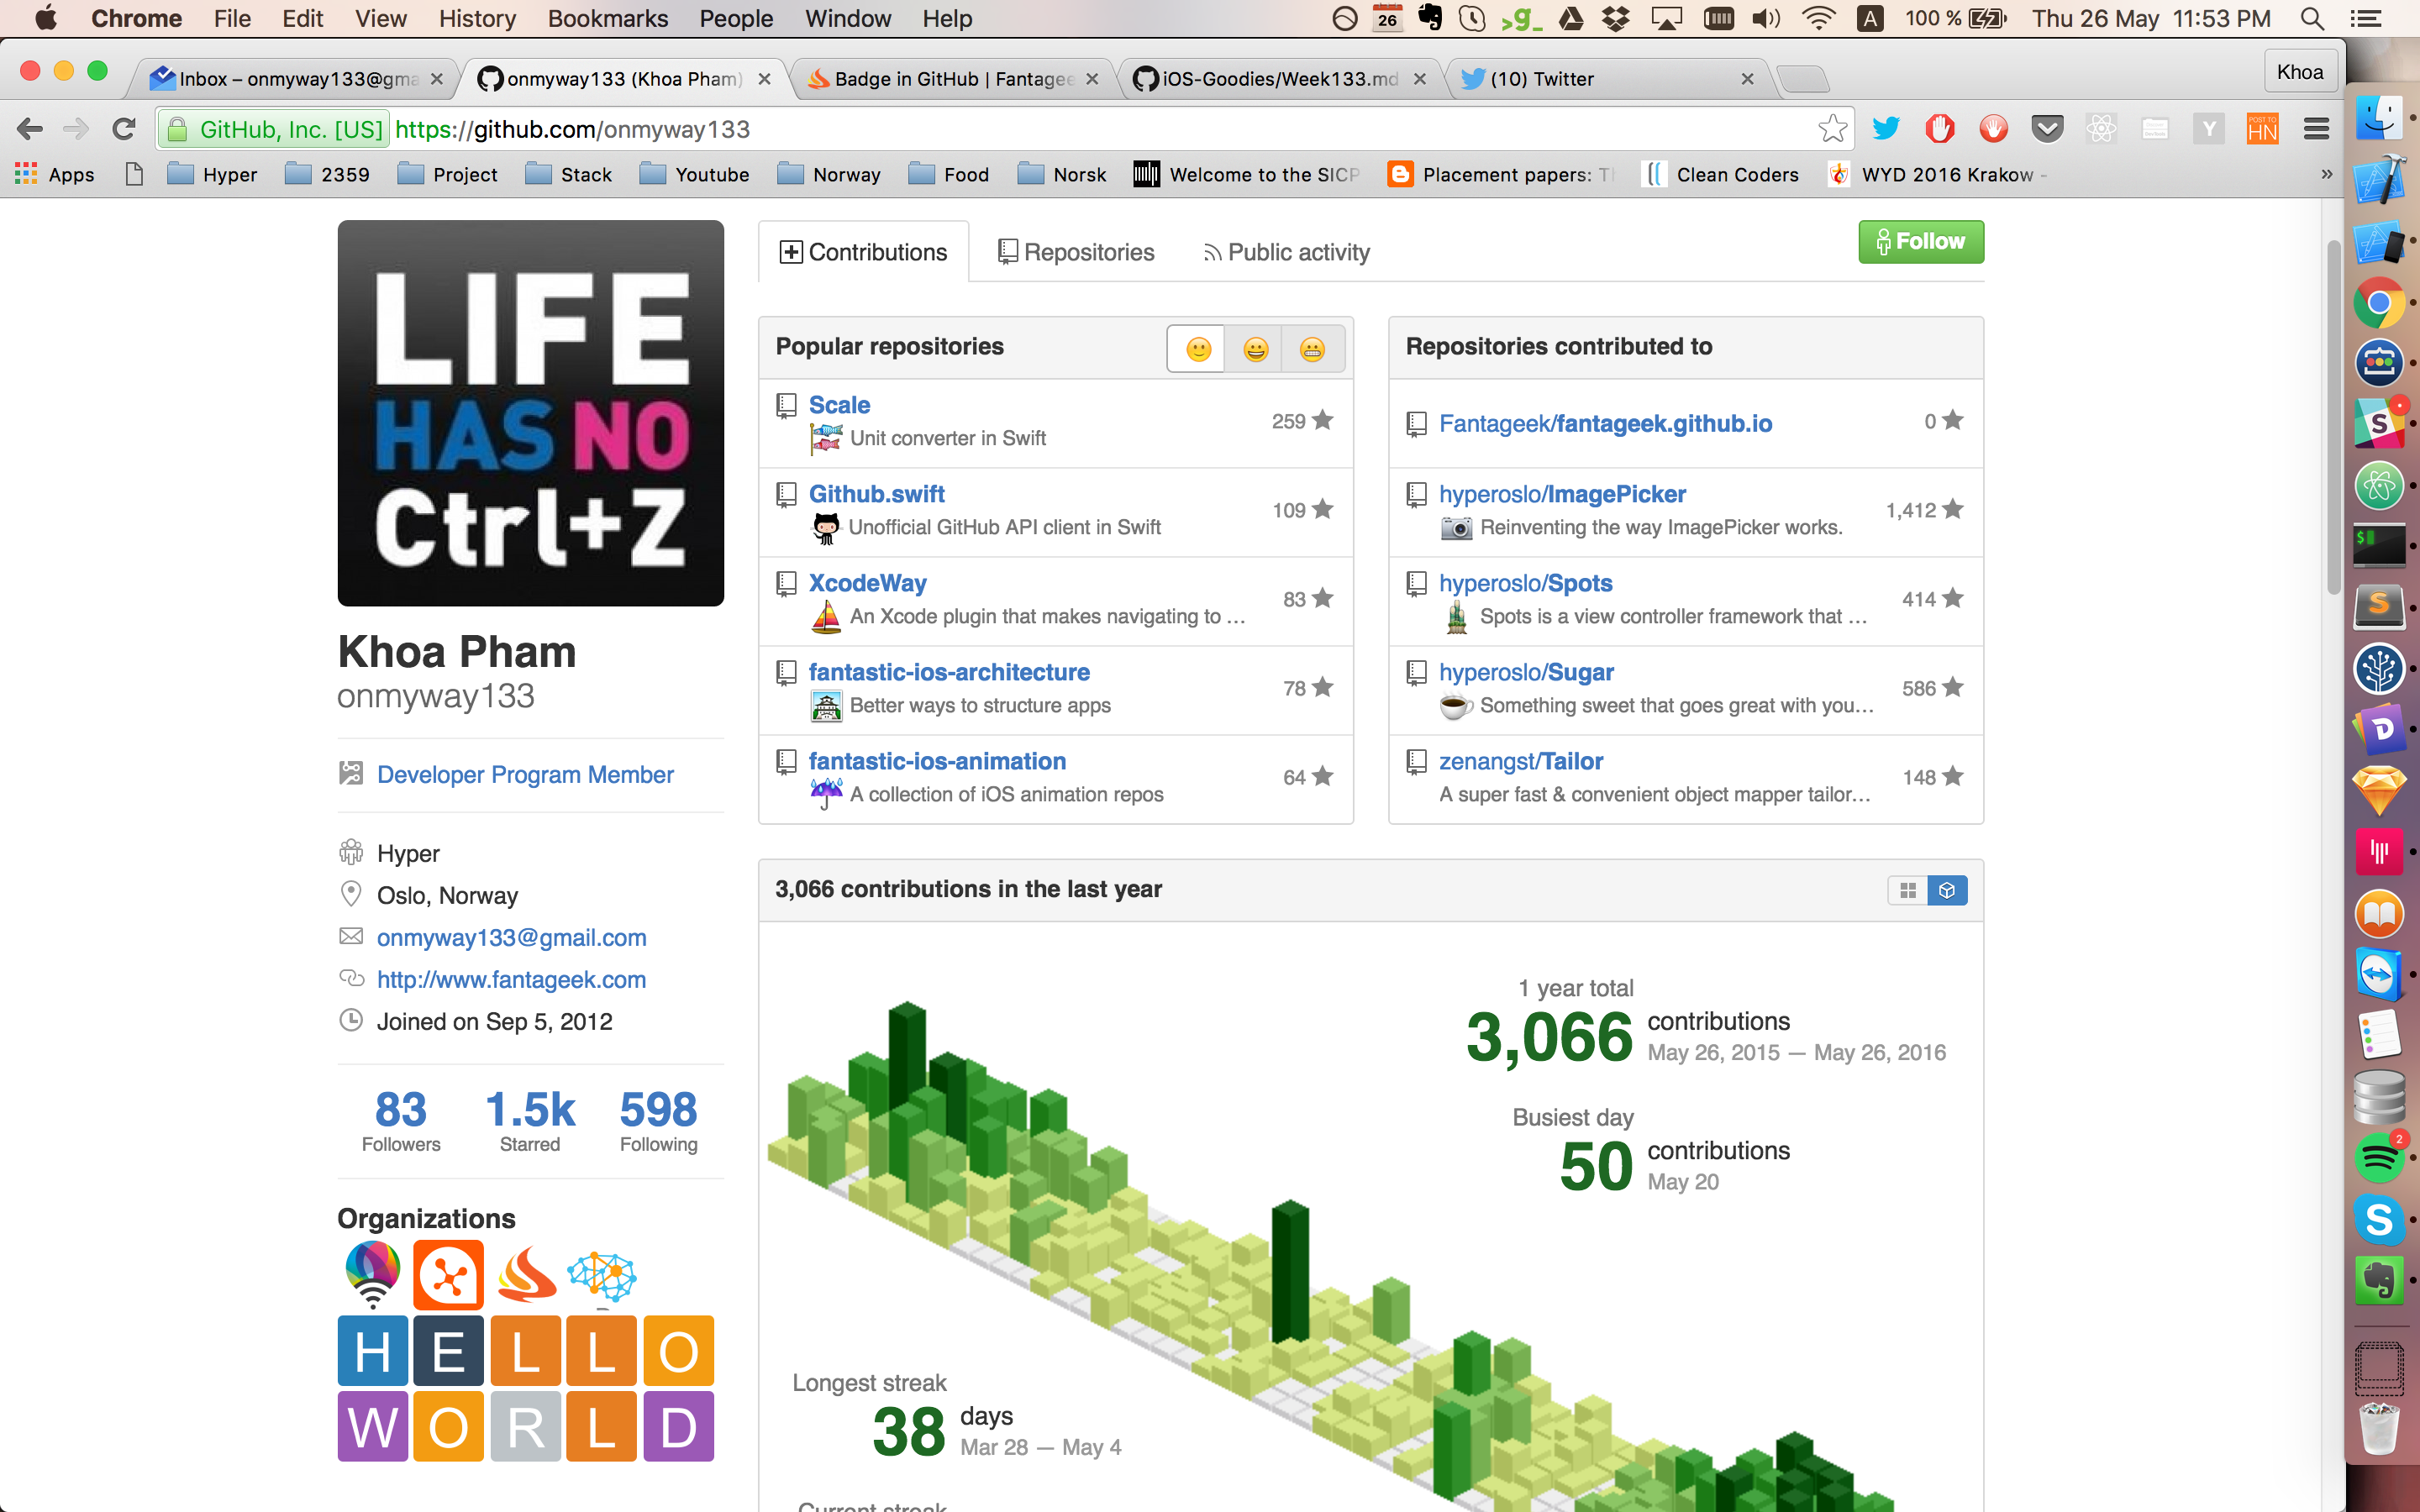 Chrome File Edit View History Bookmarks People Window Help 26 >g_ A 100 % Thu 26 May 11:53 PM
Inbox – onmyway133@gma onmyway133 (Khoa Pham) Badge in GitHub | Fantagee iOS-Goodies/Week133.md (10) Twitter Khoa
GitHub, Inc. [US] https://github.com/onmyway133 Y POST TO HN
Apps Hyper 2359 Project Stack Youtube Norway Food Norsk Welcome to the SICP Placement papers: T Clean Coders WYD 2016 Krakow - »
LIFE
HAS NO
Ctrl+Z
Khoa Pham
onmyway133
Developer Program Member
Hyper
Oslo, Norway
onmyway133@gmail.com
http://www.fantageek.com
Joined on Sep 5, 2012
83 1.5k 598
Followers Starred Following
Organizations
HELLO
WORLD
Contributions Repositories Public activity Follow
Popular repositories
Scale 259
Unit converter in Swift
Github.swift 109
Unofficial GitHub API client in Swift
XcodeWay 83
An Xcode plugin that makes navigating to …
fantastic-ios-architecture 78
Better ways to structure apps
fantastic-ios-animation 64
A collection of iOS animation repos
Repositories contributed to
Fantageek/fantageek.github.io 0
hyperoslo/ImagePicker 1,412
Reinventing the way ImagePicker works.
hyperoslo/Spots 414
Spots is a view controller framework that …
hyperoslo/Sugar 586
Something sweet that goes great with you…
zenangst/Tailor 148
A super fast & convenient object mapper tailor…
3,066 contributions in the last year
1 year total
3,066 contributions
May 26, 2015 — May 26, 2016
Busiest day
50 contributions
May 20
Longest streak
38 days
Mar 28 — May 4
Current streak
S
$
S
D
2
S